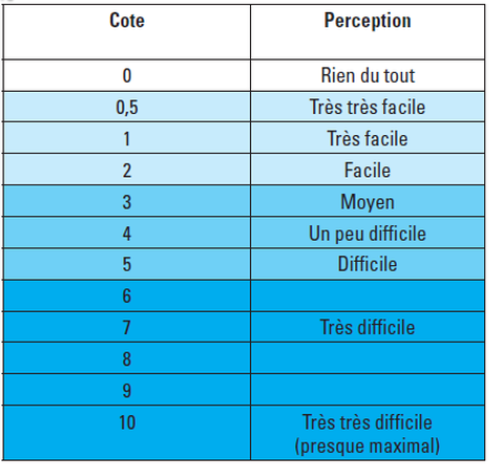 Cote Perception
0 Rien du tout
0,5 Très très facile
1 Très facile
2 Facile
3 Moyen
4 Un peu difficile
5 Difficile
6
7 Très difficile
8
9
10 Très très difficile
(presque maximal)